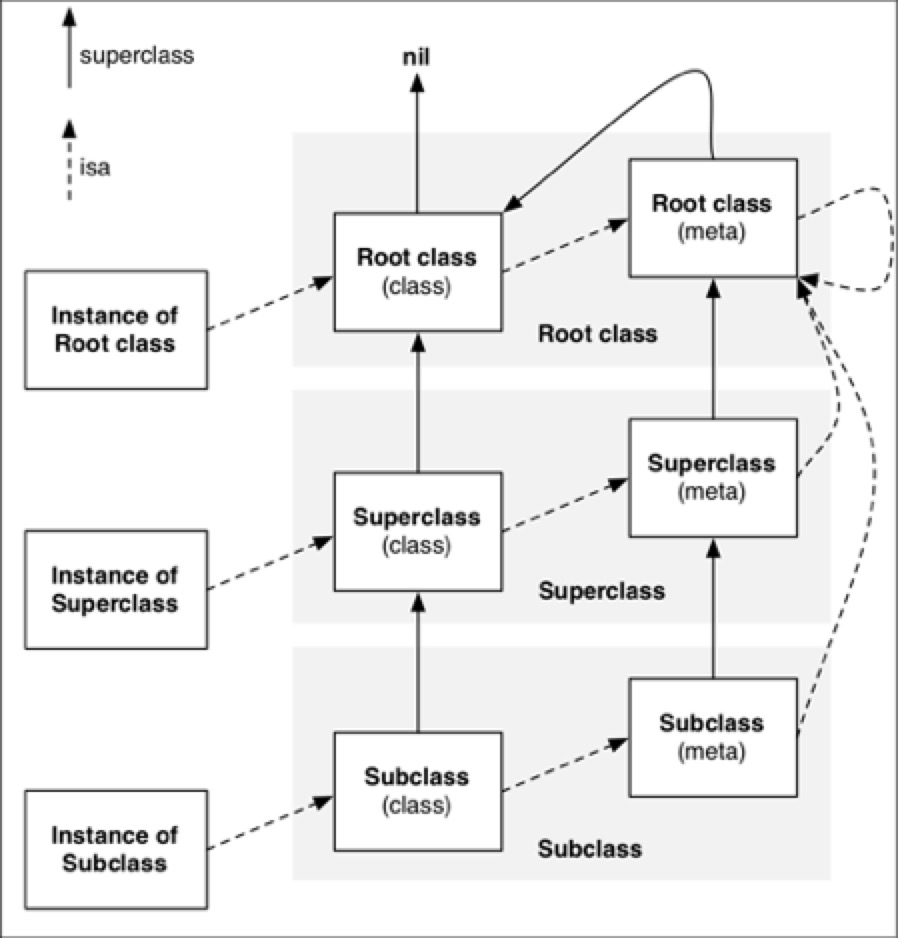 superclass
isa
nil
Root class
(meta)
Root class
(class)
Instance of
Root class
Root class
Superclass
(meta)
Superclass
(class)
Instance of
Superclass
Superclass
Subclass
(meta)
Subclass
(class)
Instance of
Subclass
Subclass